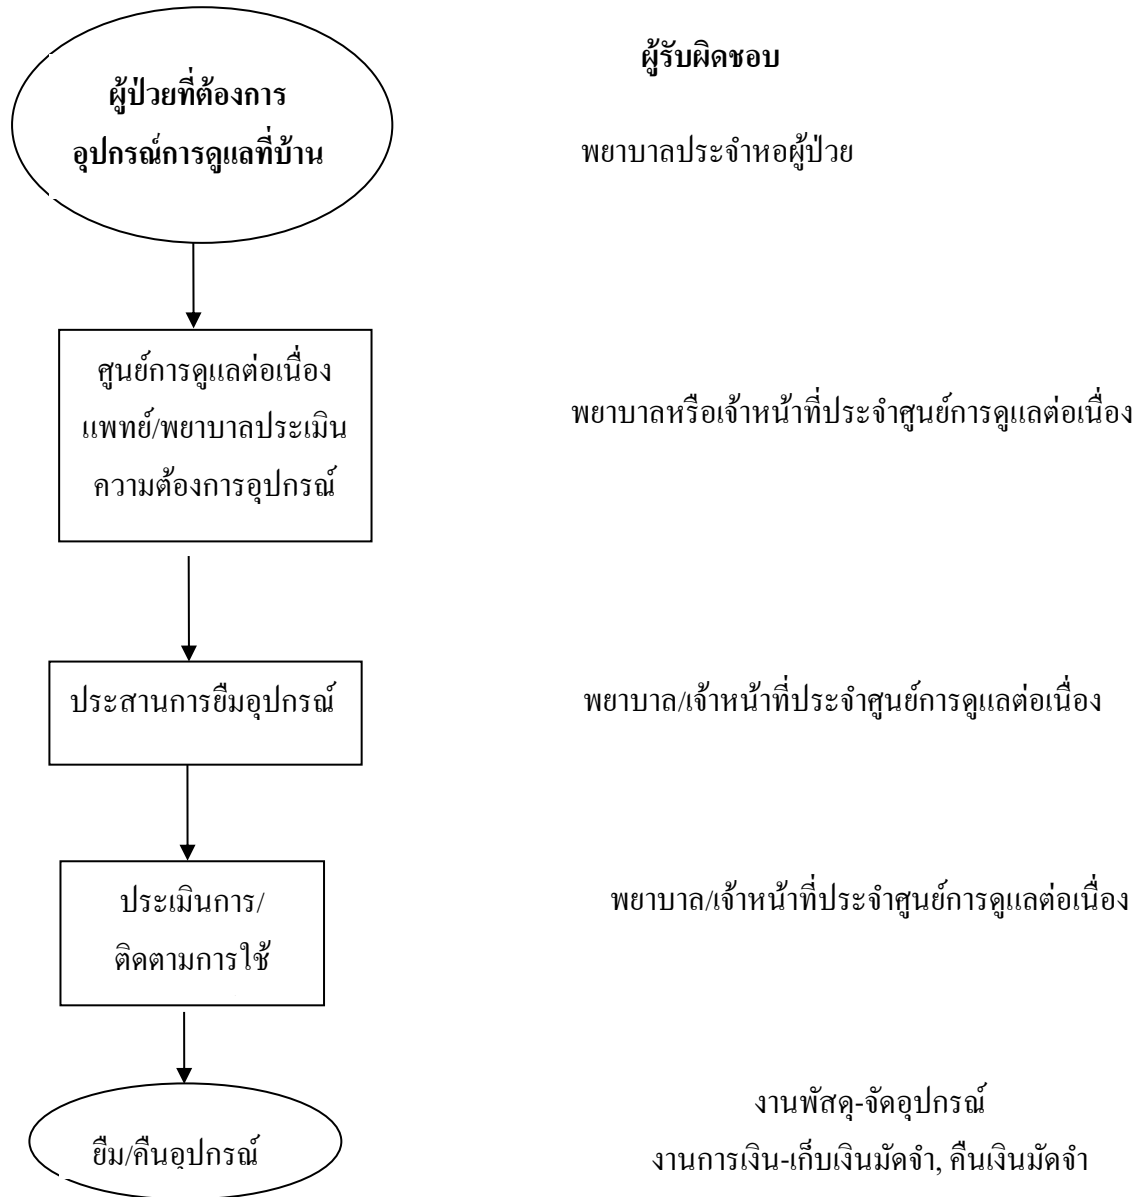 ผู้รับผิดชอบ
ผู้ป่วยที่ต้องการ
อุปกรณ์การดูแลที่บ้าน
พยาบาลประจำหอผู้ป่วย
ศูนย์การดูแลต่อเนื่อง
แพทย์/พยาบาลประเมิน
ความต้องการอุปกรณ์
พยาบาลหรือเจ้าหน้าที่ประจำศูนย์การดูแลต่อเนื่อง
ประสานการยืมอุปกรณ์
พยาบาล/เจ้าหน้าที่ประจำศูนย์การดูแลต่อเนื่อง
ประเมินการ/
ติดตามการใช้
พยาบาล/เจ้าหน้าที่ประจำศูนย์การดูแลต่อเนื่อง
ยืม/คืนอุปกรณ์
งานพัสดุ-จัดอุปกรณ์
งานการเงิน-เก็บเงินมัดจำ, คืนเงินมัดจำ